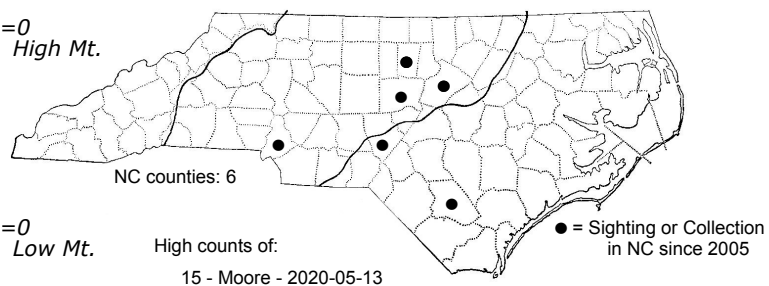 =0
High Mt.
NC counties: 6
=0
Low Mt.
High counts of:
15 - Moore - 2020-05-13
● = Sighting or Collection
in NC since 2005